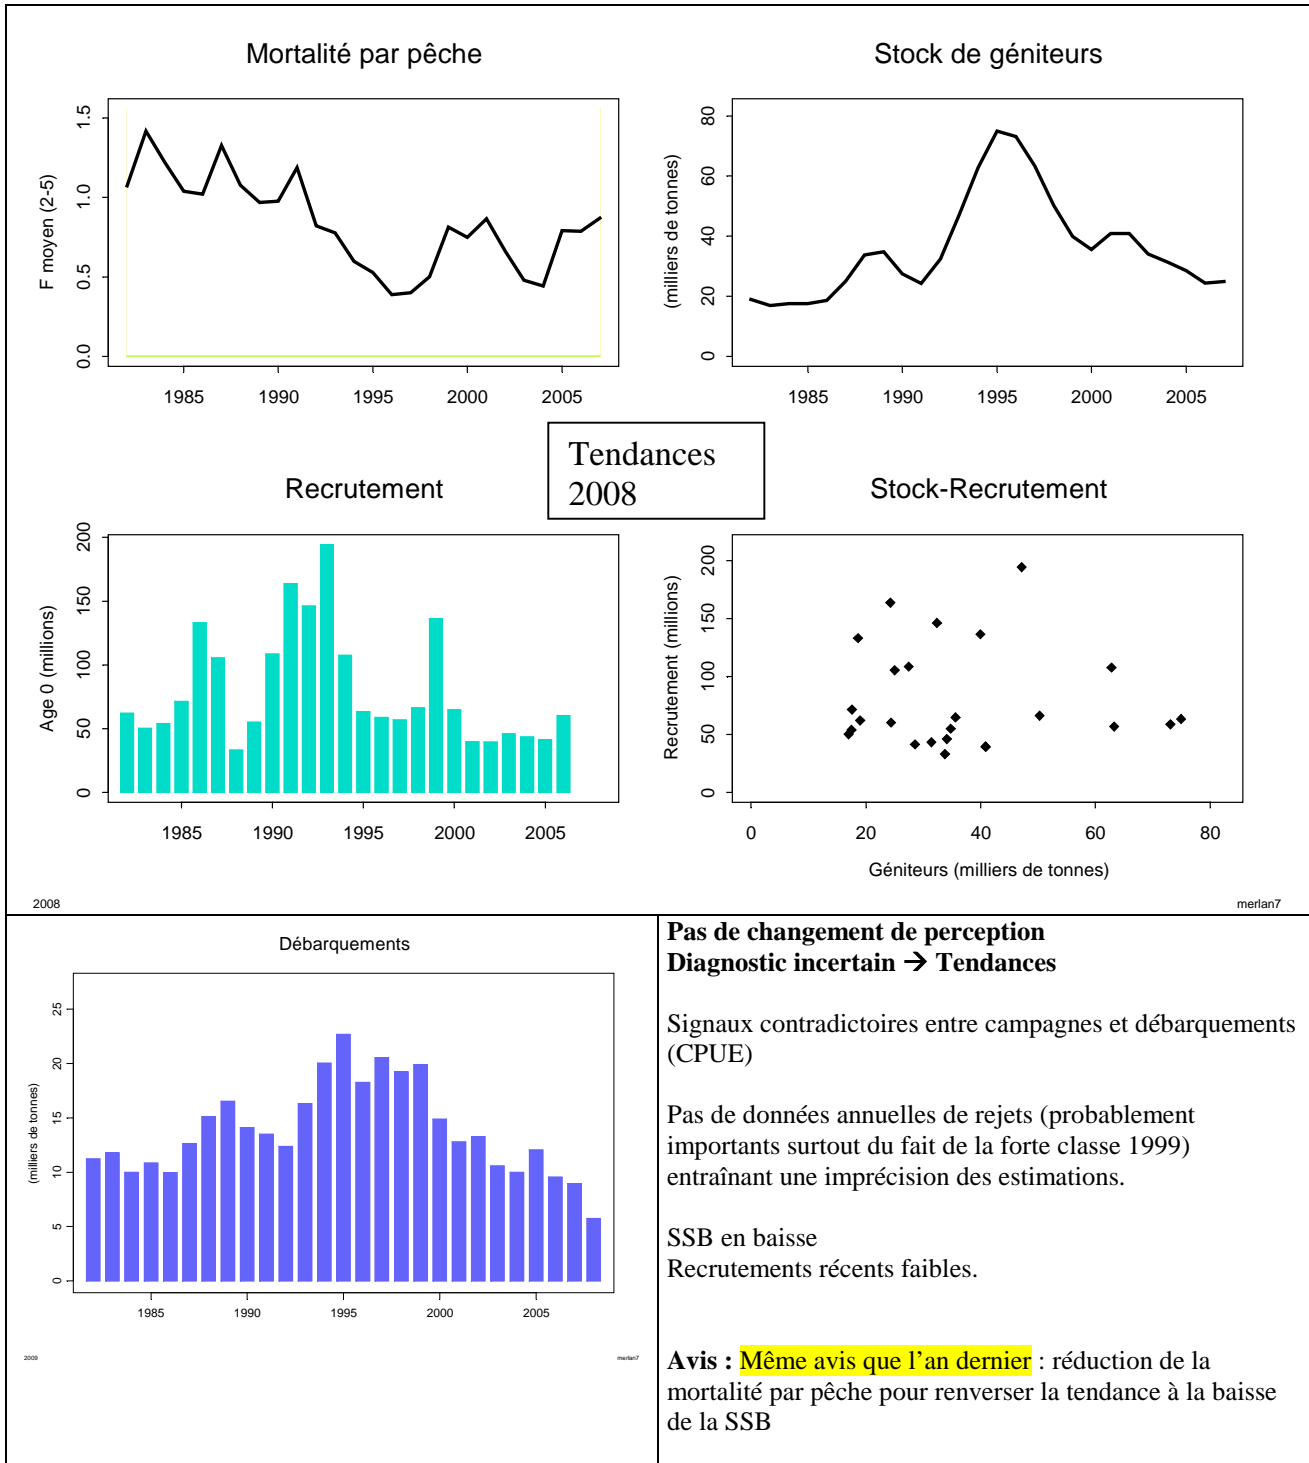 Mortalité par pêche
F moyen (2-5)
0.0 0.5 1.0 1.5
1985 1990 1995 2000 2005
Stock de géniteurs
(milliers de tonnes)
0 20 40 60 80
1985 1990 1995 2000 2005
Tendances
2008
Recrutement
Age 0 (millions)
0 50 100 150 200
1985 1990 1995 2000 2005
Stock-Recrutement
Recrutement (millions)
0 50 100 150 200
0 20 40 60 80
Géniteurs (milliers de tonnes)
2008
merlan7
Débarquements
(milliers de tonnes)
0 5 10 15 20 25
1985 1990 1995 2000 2005
2009
merlan7
Pas de changement de perception
Diagnostic incertain → Tendances
Signaux contradictoires entre campagnes et débarquements
(CPUE)
Pas de données annuelles de rejets (probablement
importants surtout du fait de la forte classe 1999)
entraînant une imprécision des estimations.
SSB en baisse
Recrutements récents faibles.
Avis : Même avis que l'an dernier : réduction de la
mortalité par pêche pour renverser la tendance à la baisse
de la SSB